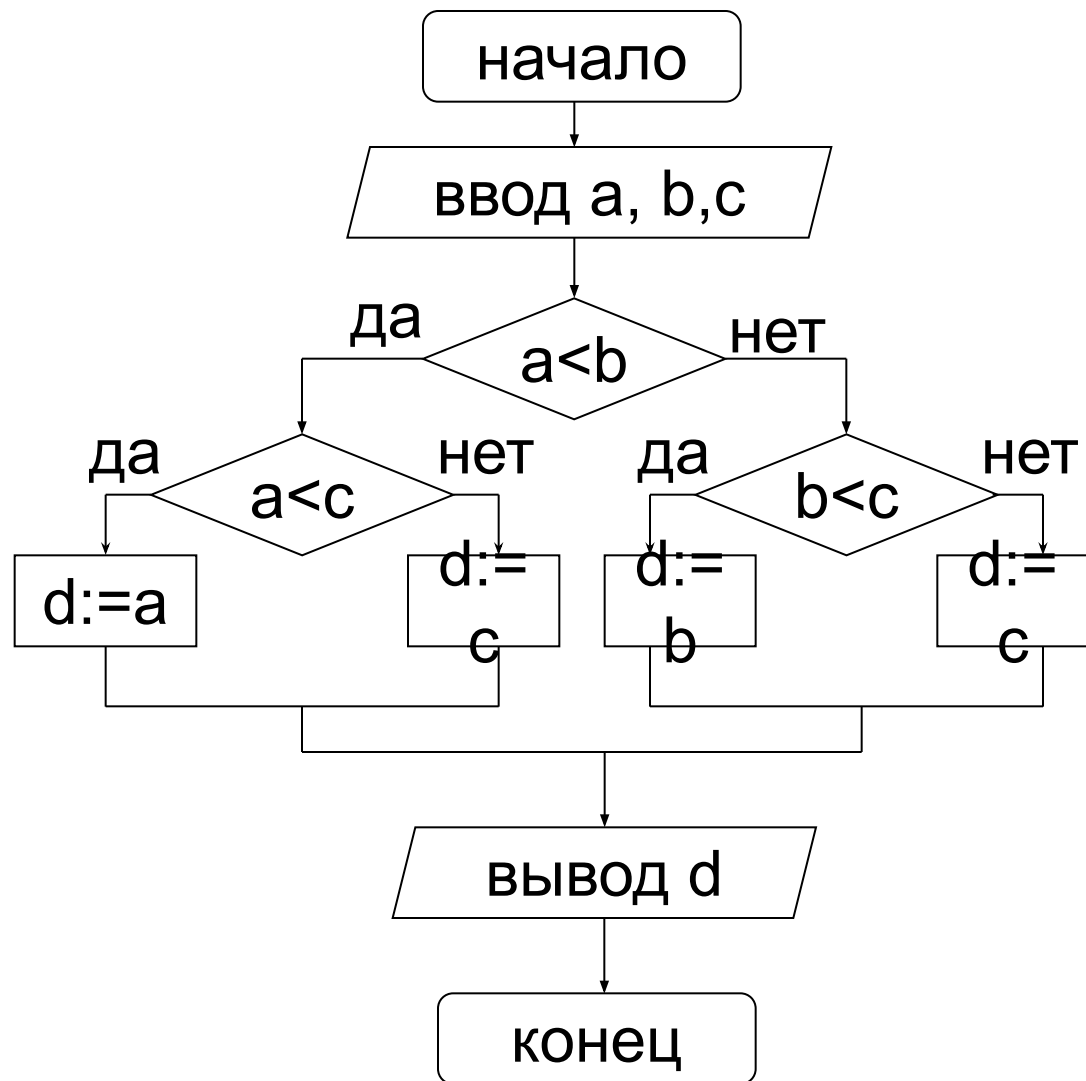 начало
ввод a, b,c
да
нет
a<b
да
нет
да
нет
a<c
b<c
d:=a
d:=
c
d:=
b
d:=
c
вывод d
конец